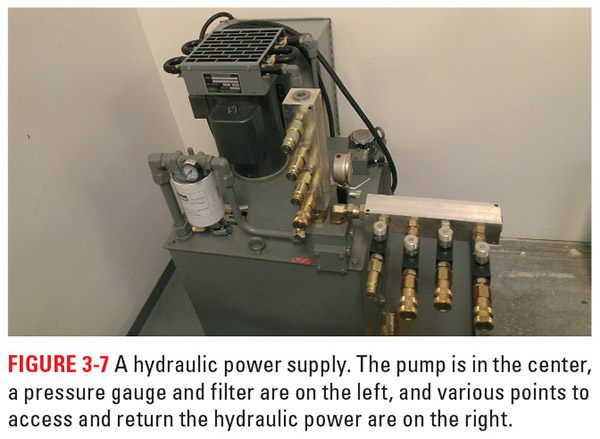 FIGURE 3-7 A hydraulic power supply. The pump is in the center,
a pressure gauge and filter are on the left, and various points to
access and return the hydraulic power are on the right.